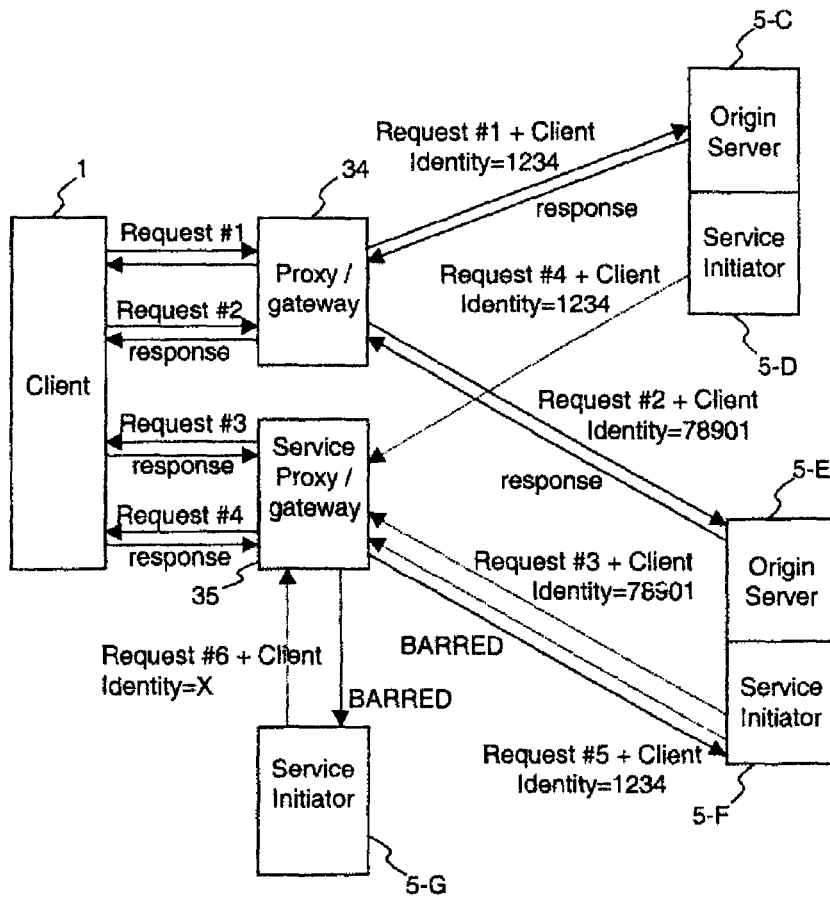 5-C
Origin
Server
Request #1 + Client
Identity=1234
1
34
response
Request #1
Service
Initiator
Proxy /
gateway
Request #4 + Client
Identity=1234
Request #2
response
5-D
Client
Request #2 + Client
Identity=78901
Request #3
Service
Proxy /
gateway
response
response
5-E
Request #4
response
Request #3 + Client
Identity=78901
Origin
Server
35
BARRED
Request #6 + Client
Identity=X
BARRED
Service
Initiator
Request #5 + Client
Identity=1234
Service
Initiator
5-F
5-G